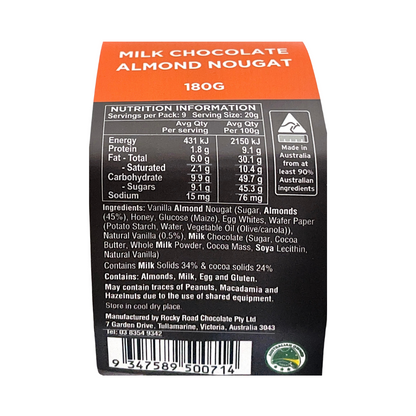 MILK CHOCOLATE
ALMOND NOUGAT
180G
NUTRITION INFORMATION
Servings per Pack: 9 Serving Size: 20g
Avg Qty Per serving Avg Qty Per 100g
Energy 431 kJ 2150 kJ
Protein 1.8 g 9.1 g
Fat - Total 6.0 g 30.1 g
- Saturated 2.1 g 10.4 g
Carbohydrate 9.9 g 49.7 g
- Sugars 9.1 g 45.3 g
Sodium 15 mg 76 mg
Made in
Australia
from at
least 90%
Australian
ingredients
Ingredients: Vanilla Almond Nougat (Sugar, Almonds
(45%), Honey, Glucose (Maize), Egg Whites, Wafer Paper
(Potato Starch, Water, Vegetable Oil (Olive/canola)),
Natural Vanilla (0.5%), Milk Chocolate (Sugar, Cocoa
Butter, Whole Milk Powder, Cocoa Mass, Soya Lecithin,
Natural Vanilla)
Contains Milk Solids 34% & cocoa solids 24%
Contains: Almonds, Milk, Egg and Gluten.
May contain traces of Peanuts, Macadamia and
Hazelnuts due to the use of shared equipment.
Store in cool dry place.
Manufactured by Rocky Road Chocolate Pty Ltd
7 Garden Drive, Tullamarine, Victoria, Australia 3043
Tel: 03 8354 9342
9 347589 500714